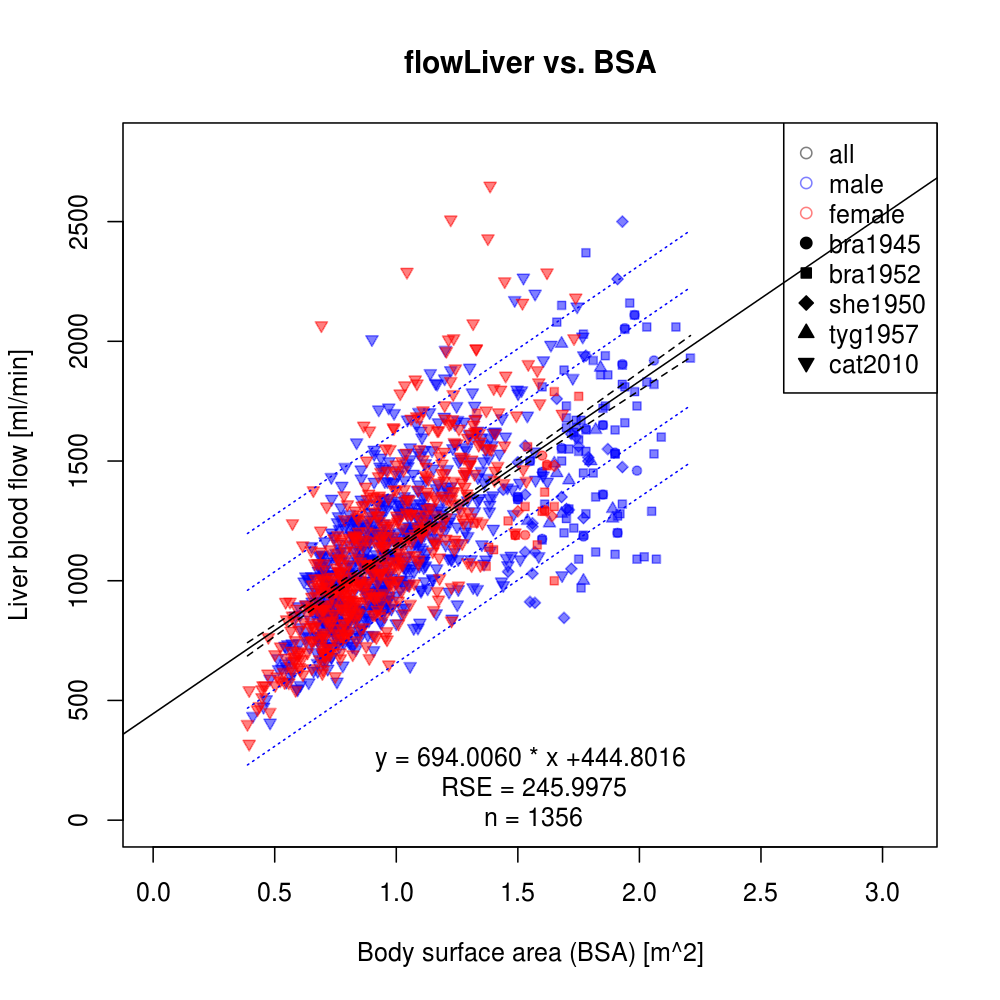 flowLiver vs. BSA
all
male
female
bra1945
bra1952
she1950
tyg1957
cat2010
Liver blood flow [ml/min]
2500
2000
1500
1000
500
0
y = 694.0060 * x +444.8016
RSE = 245.9975
n = 1356
0.0 0.5 1.0 1.5 2.0 2.5 3.0
Body surface area (BSA) [m^2]